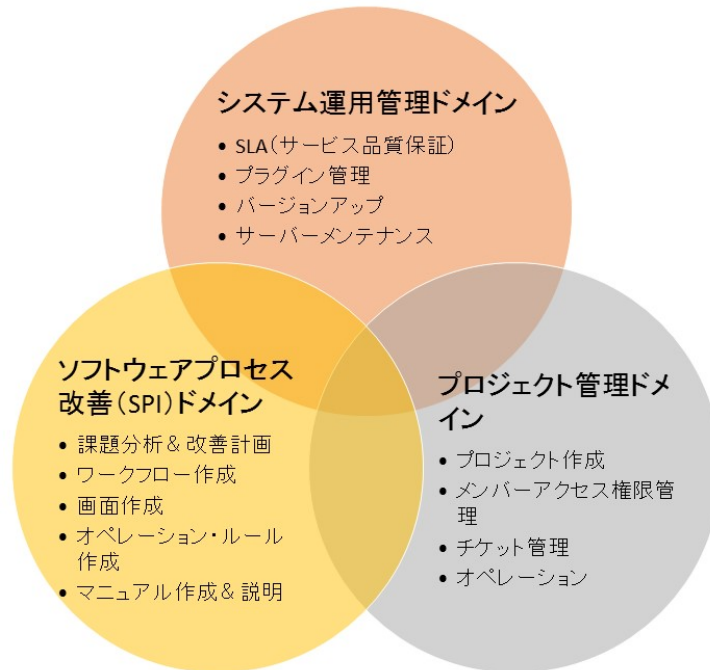 システム運用管理ドメイン
• SLA(サービス品質保証)
• プラグイン管理
• バージョンアップ
• サーバーメンテナンス
ソフトウェアプロセス
改善(SPI)ドメイン
• 課題分析&改善計画
• ワークフロー作成
• 画面作成
• オペレーション・ルール
作成
• マニュアル作成&説明
プロジェクト管理ドメ
イン
• プロジェクト作成
• メンバーアクセス権限管
理
• チケット管理
• オペレーション